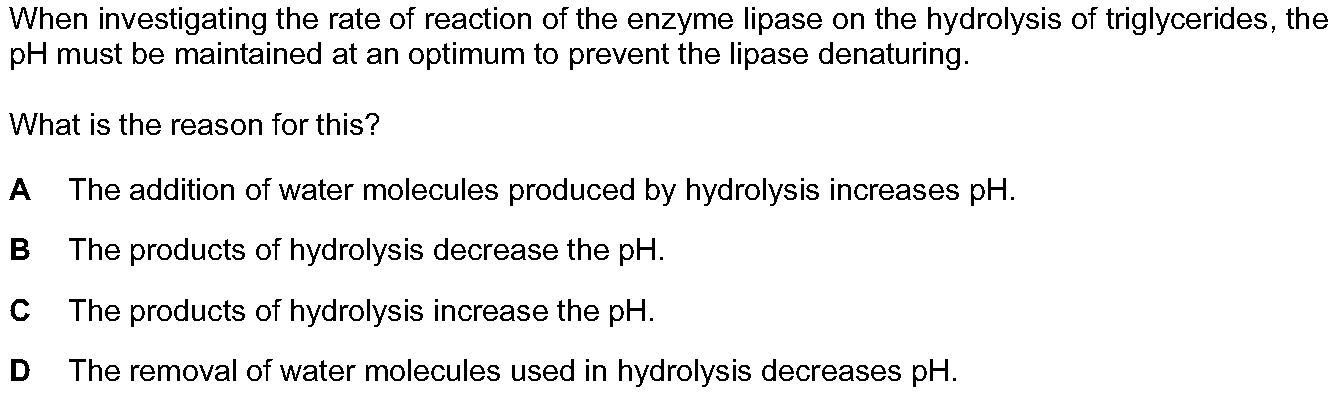 When investigating the rate of reaction of the enzyme lipase on the hydrolysis of triglycerides, the
pH must be maintained at an optimum to prevent the lipase denaturing.
What is the reason for this?
A The addition of water molecules produced by hydrolysis increases pH.
B The products of hydrolysis decrease the pH.
C The products of hydrolysis increase the pH.
D The removal of water molecules used in hydrolysis decreases pH.